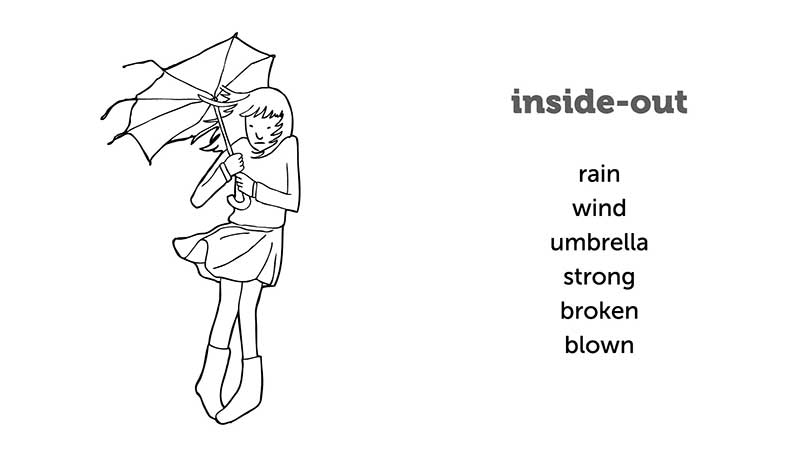 inside-out
rain
wind
umbrella
strong
broken
blown